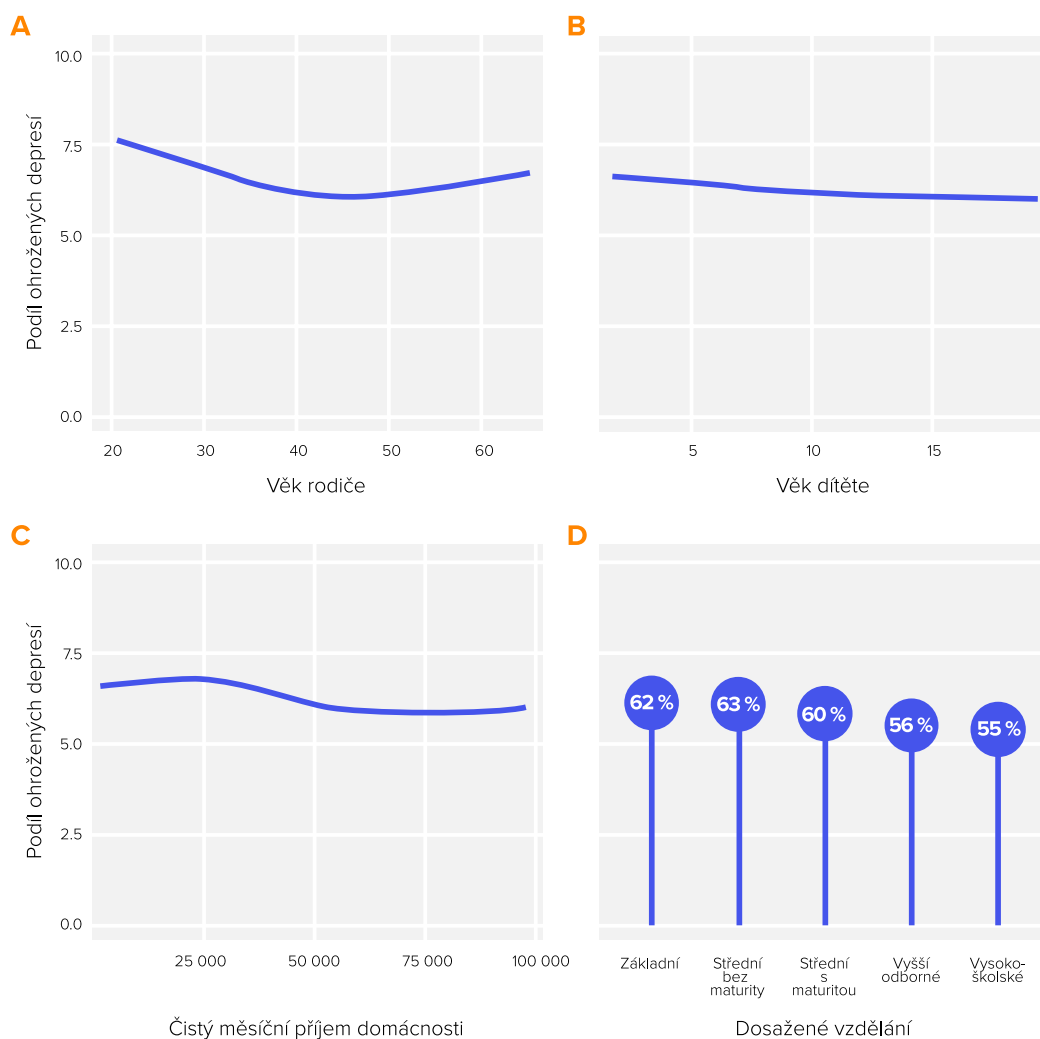 A
B
10.0
7.5
5.0
2.5
0.0
Podíl ohrožených depresí
20 30 40 50 60
5 10 15
Věk rodiče
Věk dítěte
C
D
10.0
7.5
5.0
2.5
0.0
Podíl ohrožených depresí
62 %
63 %
60 %
56 %
55 %
25 000 50 000 75 000 100 000
Základní
Střední
bez
maturity
Střední
s
maturitou
Vyšší
odborné
Vysoko-
školské
Čistý měsíční příjem domácnosti
Dosažené vzdělání